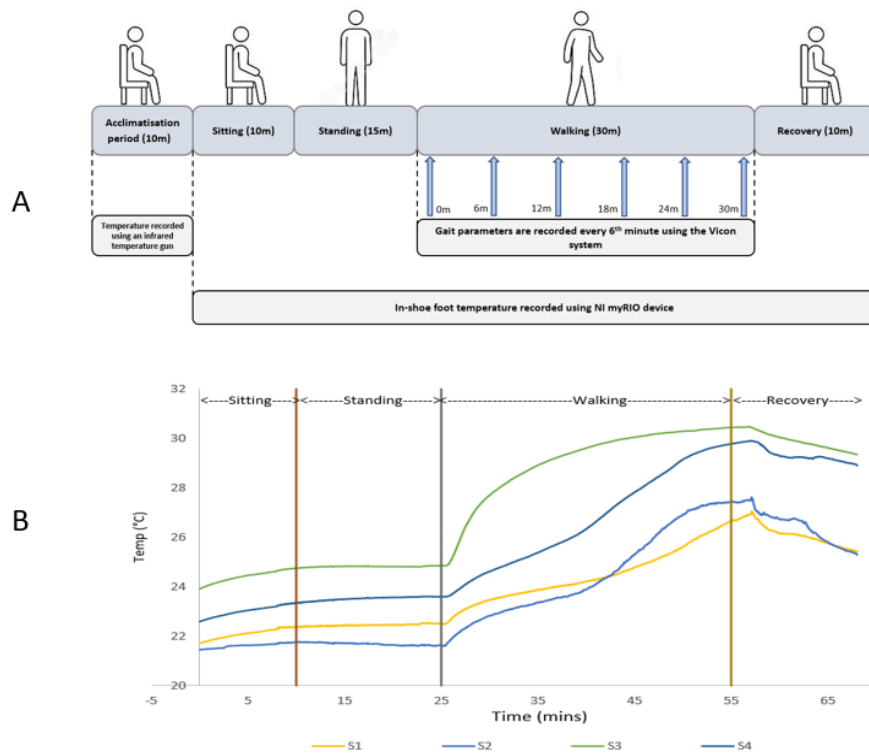 A
Acclimatisation
period (10m)
Sitting (10m)
Standing (15m)
Walking (30m)
Recovery (10m)
0m
6m
12m
18m
24m
30m
Temperature recorded
using an infrared
temperature gun
Gait parameters are recorded every 6th minute using the Vicon
system
In-shoe foot temperature recorded using NI myRIO device
B
<----Sitting----><-------Standing-------><--------------------Walking--------------------><-----Recovery----->
32
30
28
26
24
22
20
Temp (°C)
-5
5
15
25
35
45
55
65
Time (mins)
S1
S2
S3
S4